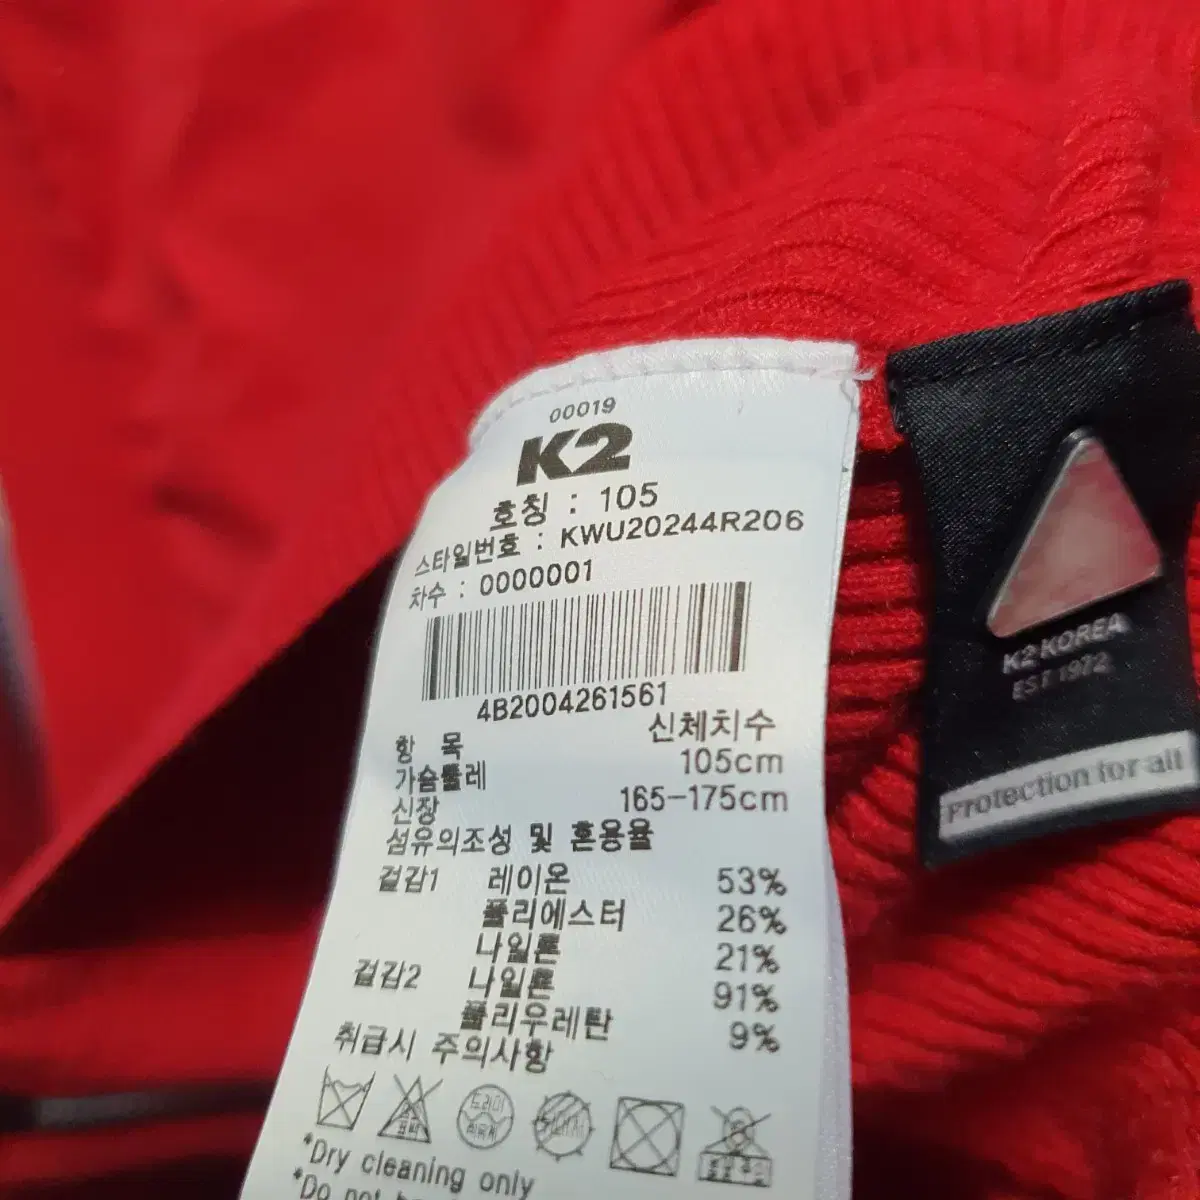 00019
K2
호칭 : 105
스타일번호 : KWU20244R206
차수 : 0000001
4B2004261561
항 목 신체치수
가슴둘레 105cm
신장 165-175cm
섬유의조성 및 혼용율
겉감1 레이온 53%
폴리에스터 26%
나일론 21%
겉감2 나일론 91%
폴리우레탄 9%
취급시 주의사항
*Dry cleaning only
*Do not
K2 KOREA
EST 1972
Protection for all